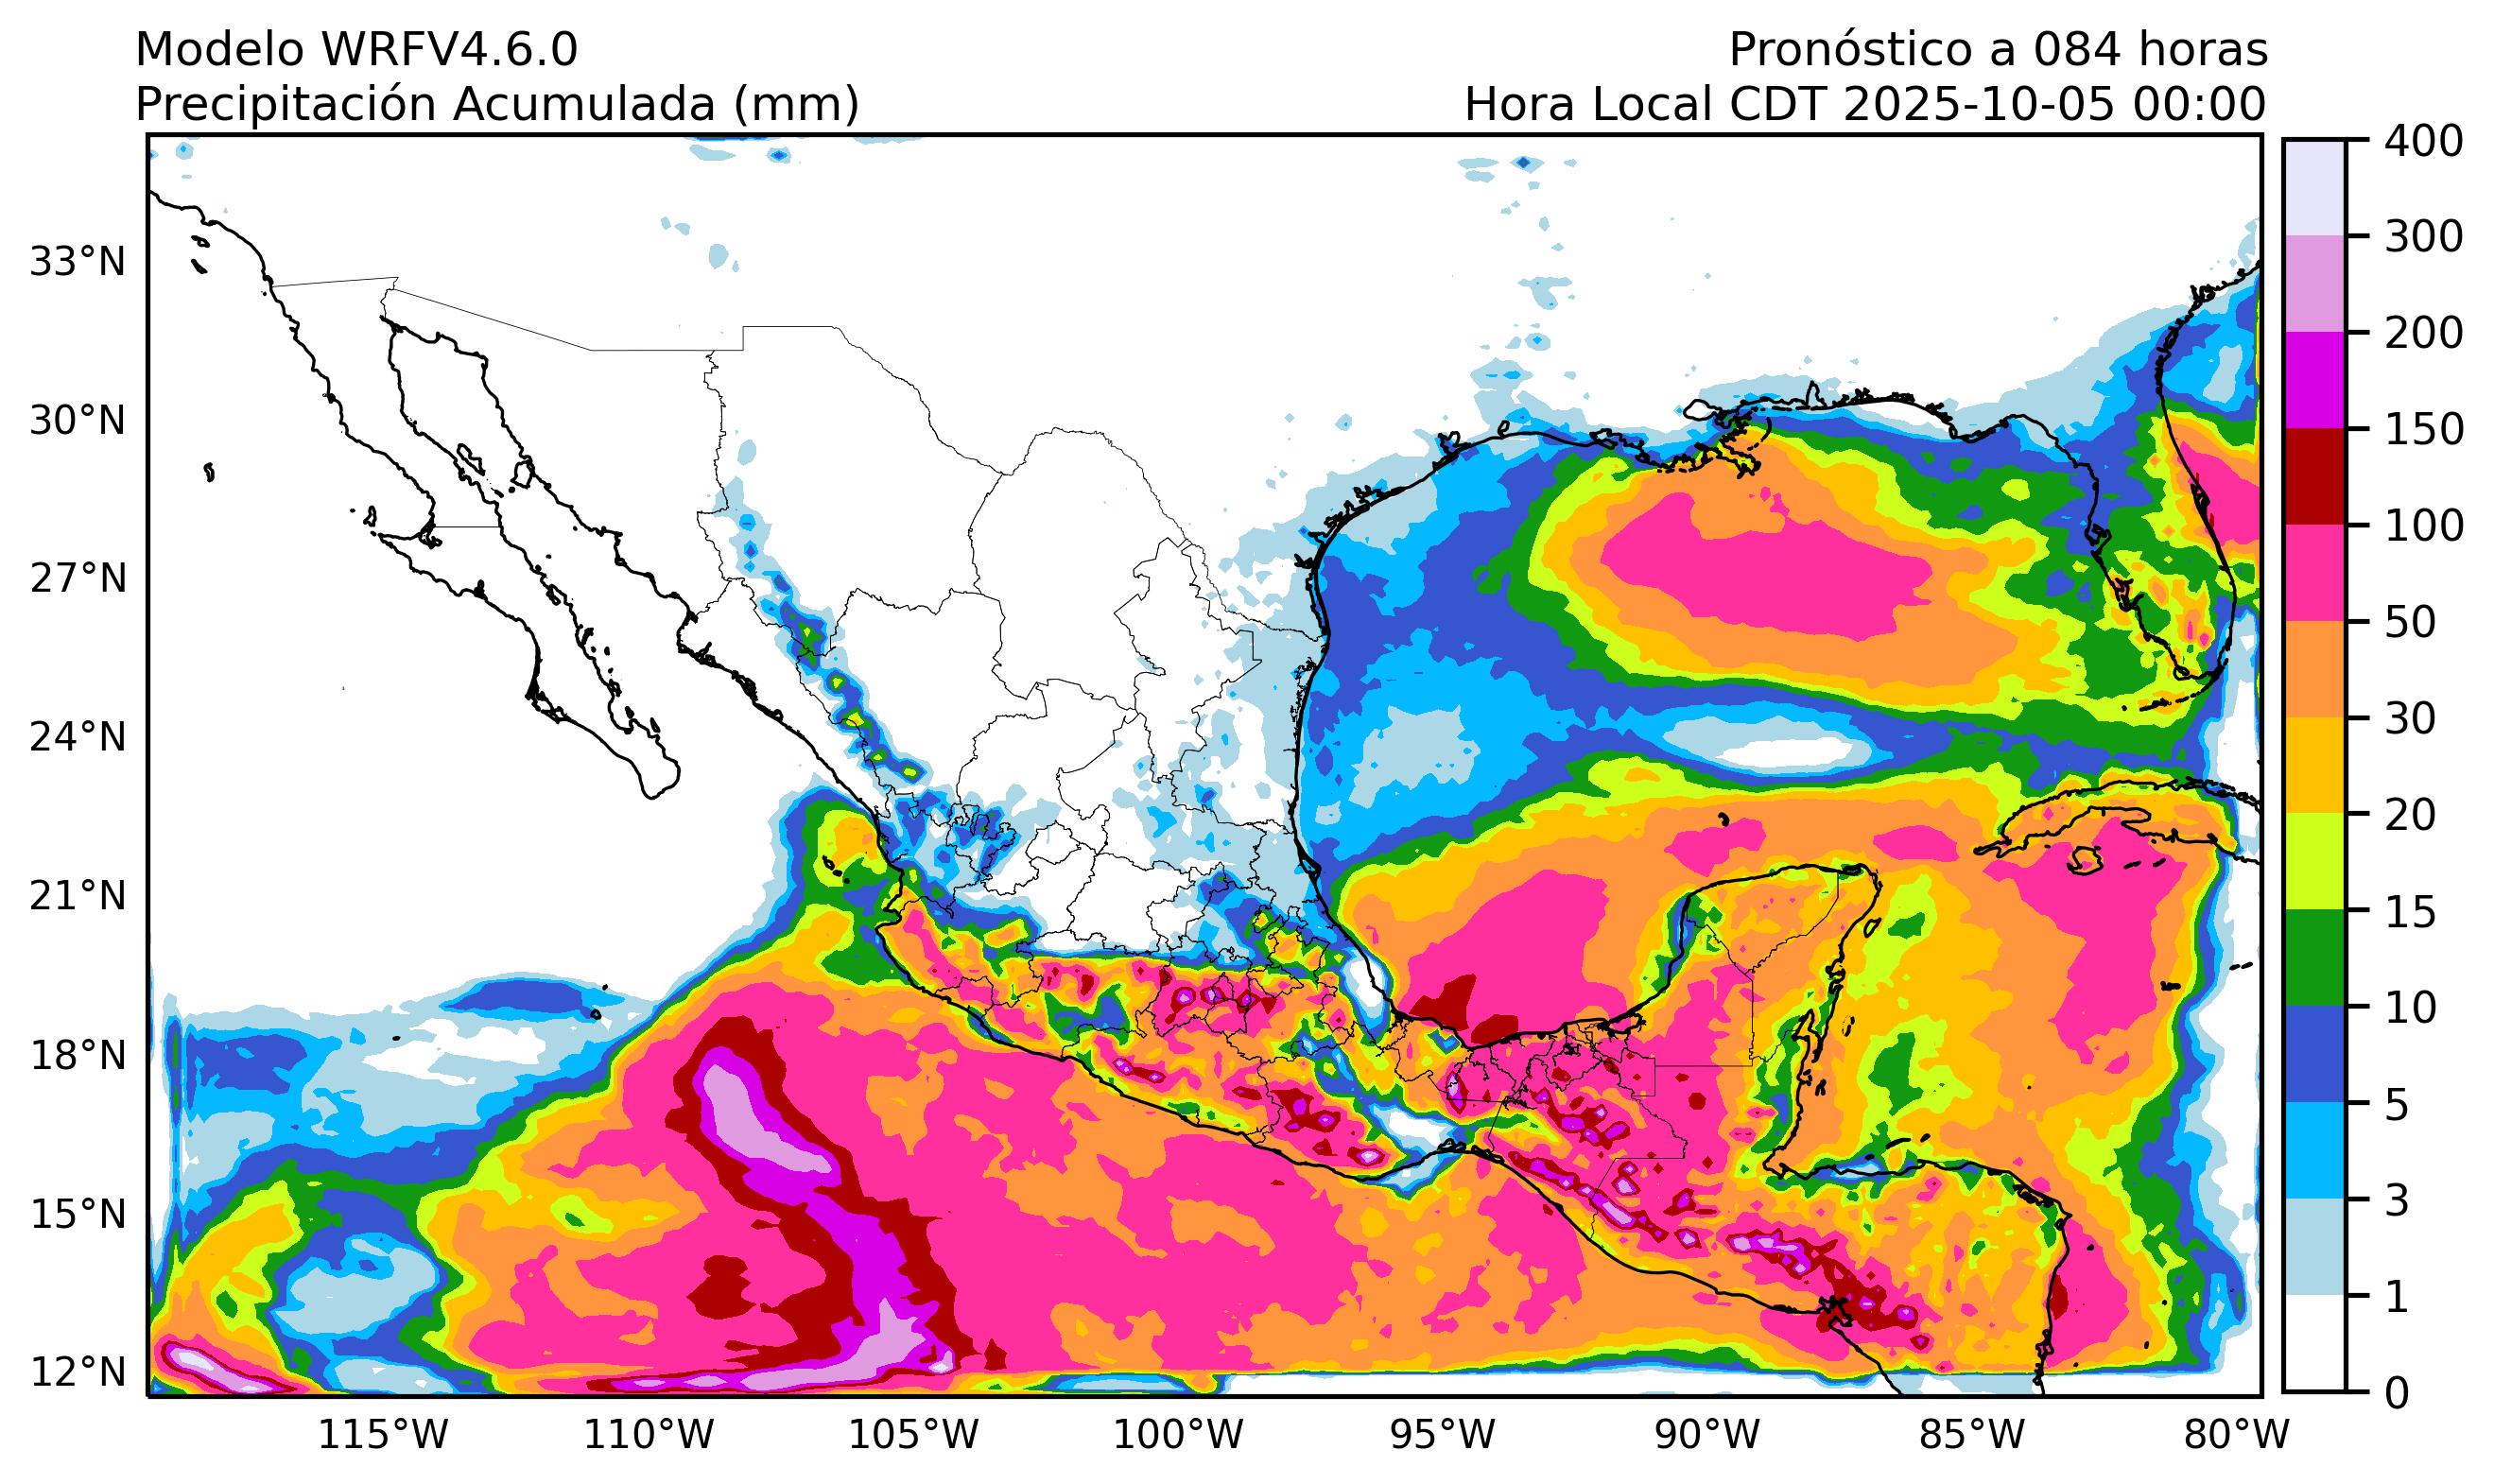 Modelo WRFV4.6.0
Pronóstico a 084 horas
Precipitación Acumulada (mm)
Hora Local CDT 2025-10-05 00:00
33°N
30°N
27°N
24°N
21°N
18°N
15°N
12°N
115°W
110°W
105°W
100°W
95°W
90°W
85°W
80°W
400
300
200
150
100
50
30
20
15
10
5
3
1
0